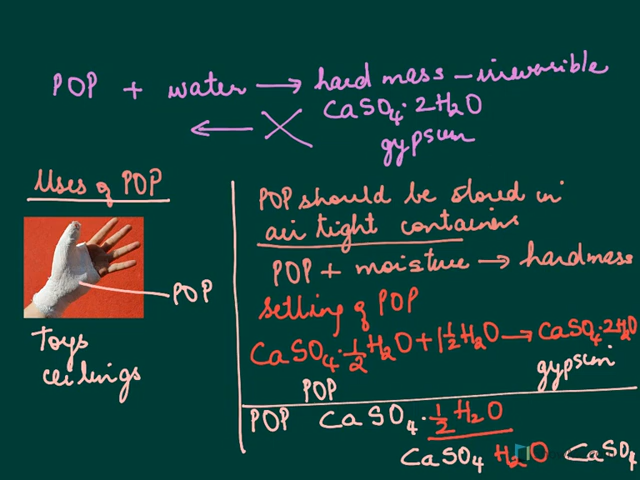 POP + water → hard mass - irreversible
CaSO₄·2H₂O
gypsum
Uses of POP
POP
Toys
ceilings
POP should be stored in
air tight containers
POP + moisture → hardmass
setting of POP
CaSO₄·½H₂O + 1½H₂O → CaSO₄·2H₂O
POP
gypsum
POP CaSO₄·½H₂O
CaSO₄ H₂O CaSO₄